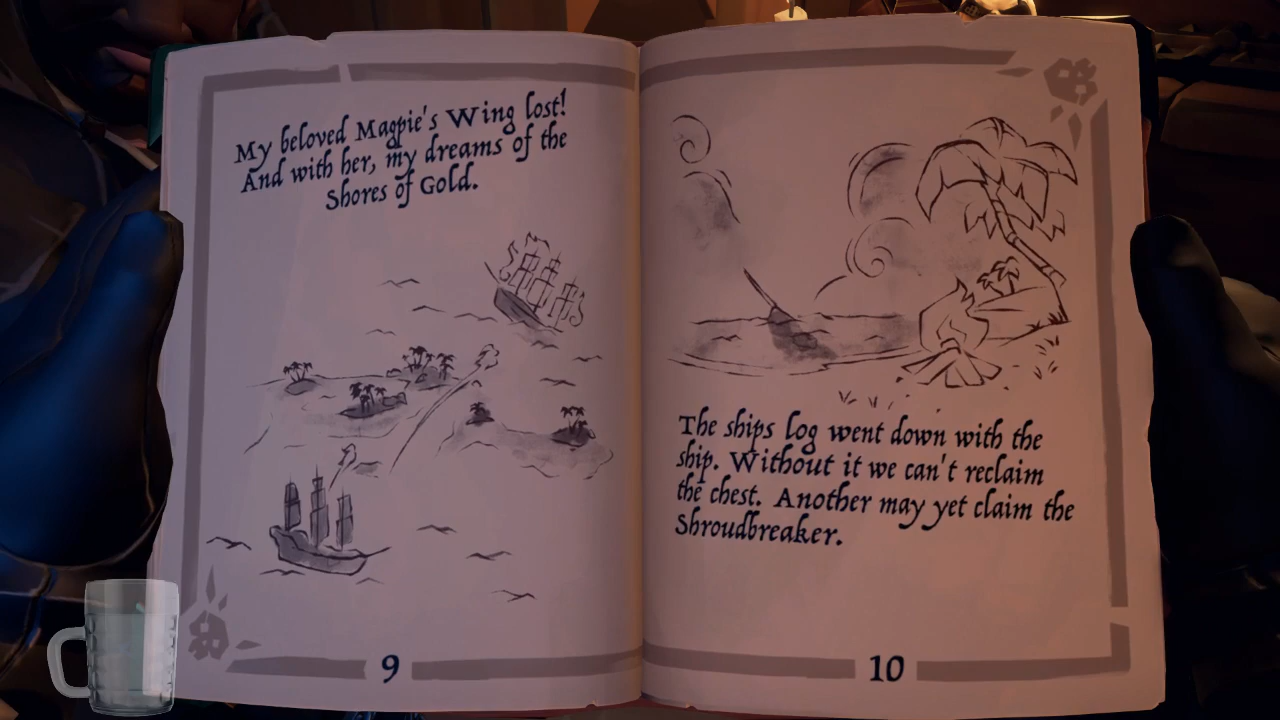 My beloved Magpie's Wing lost!
And with her, my dreams of the
Shores of Gold.
9
The ships log went down with the
ship. Without it we can't reclaim
the chest. Another may yet claim the
Shroudbreaker.
10